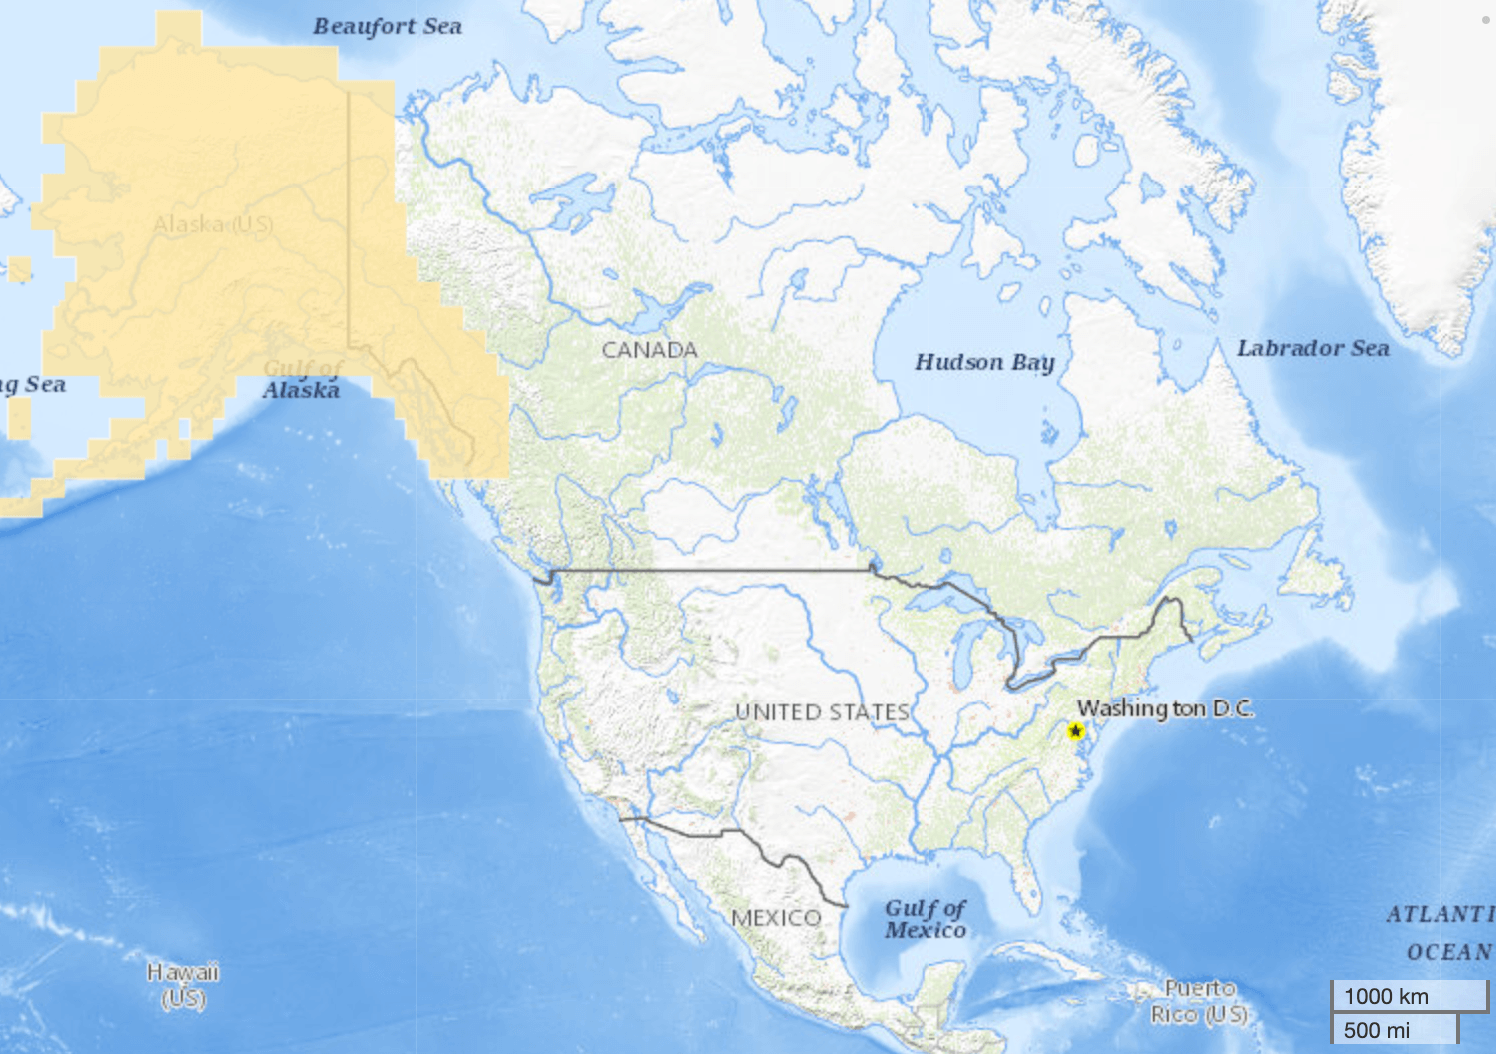 Beaufort Sea
Alaska (US)
CANADA
Hudson Bay
Labrador Sea
Gulf of
Alaska
ng Sea
UNITED STATES
Washington D.C.
MEXICO
Gulf of
Mexico
ATLANTI
OCEAN
Hawaii
(US)
Puerto
Rico (US)
1000 km
500 mi